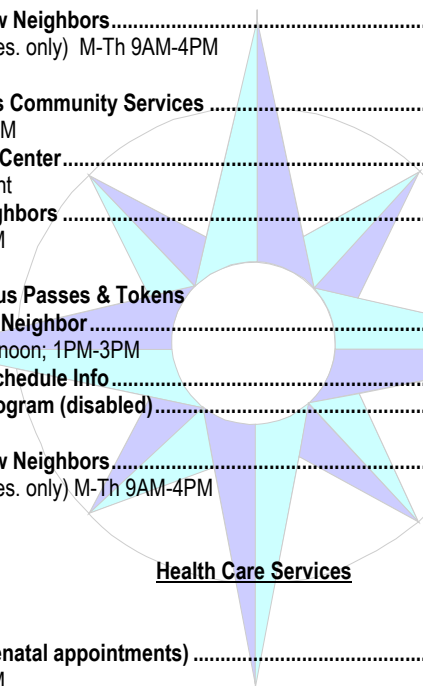 w Neighbors..............................................................................
es. only)  M-Th 9AM-4PM
s Community Services .....................................................
PM
Center.........................................................................................
nt
ghbors .........................................................................................
M
us Passes & Tokens
Neighbor...................................................................................
noon; 1PM-3PM
chedule Info..............................................................................
ogram (disabled)....................................................................
w Neighbors..............................................................................
es. only) M-Th 9AM-4PM
Health Care Services
enatal appointments) ..........................................................
M